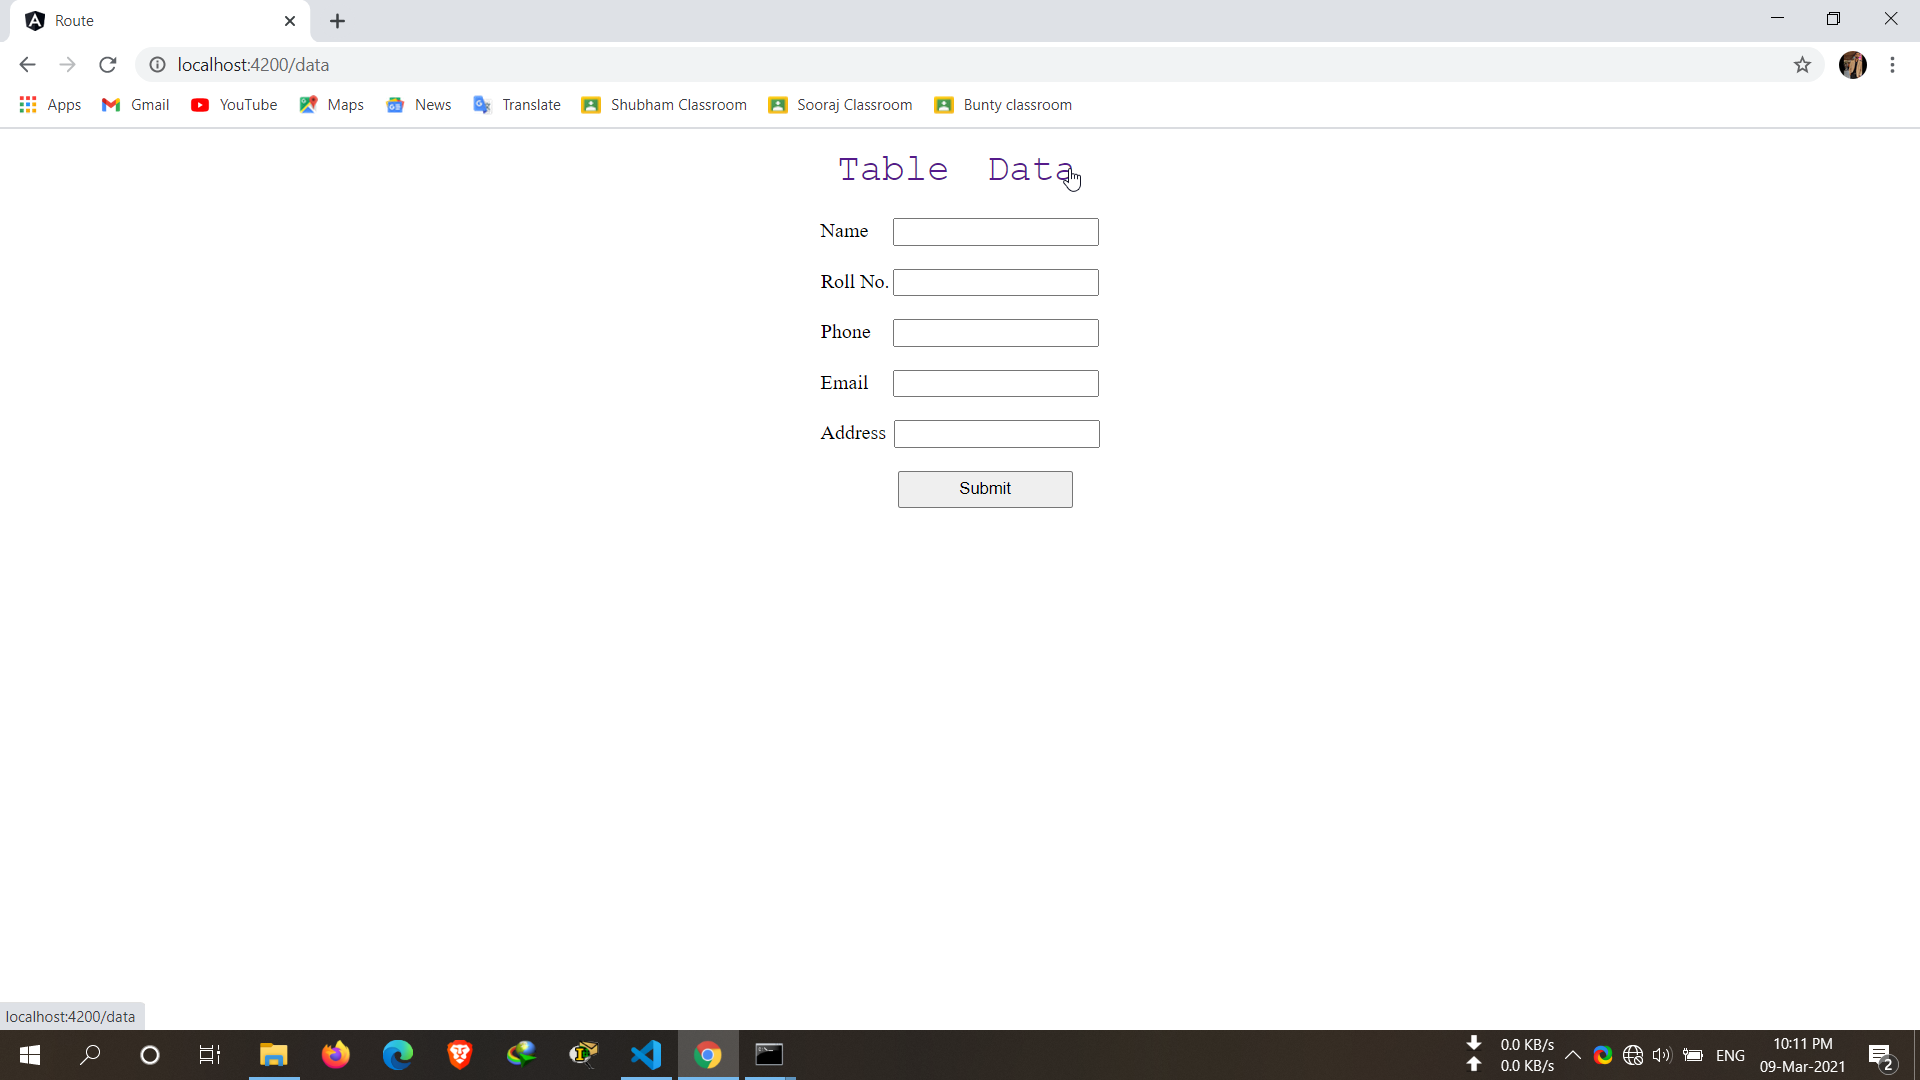 Route
localhost:4200/data
Apps Gmail YouTube Maps News Translate Shubham Classroom Sooraj Classroom Bunty classroom
Table Data
Name
Roll No.
Phone
Email
Address
Submit
localhost:4200/data
0.0 KB/s
0.0 KB/s
ENG
10:11 PM
09-Mar-2021
2